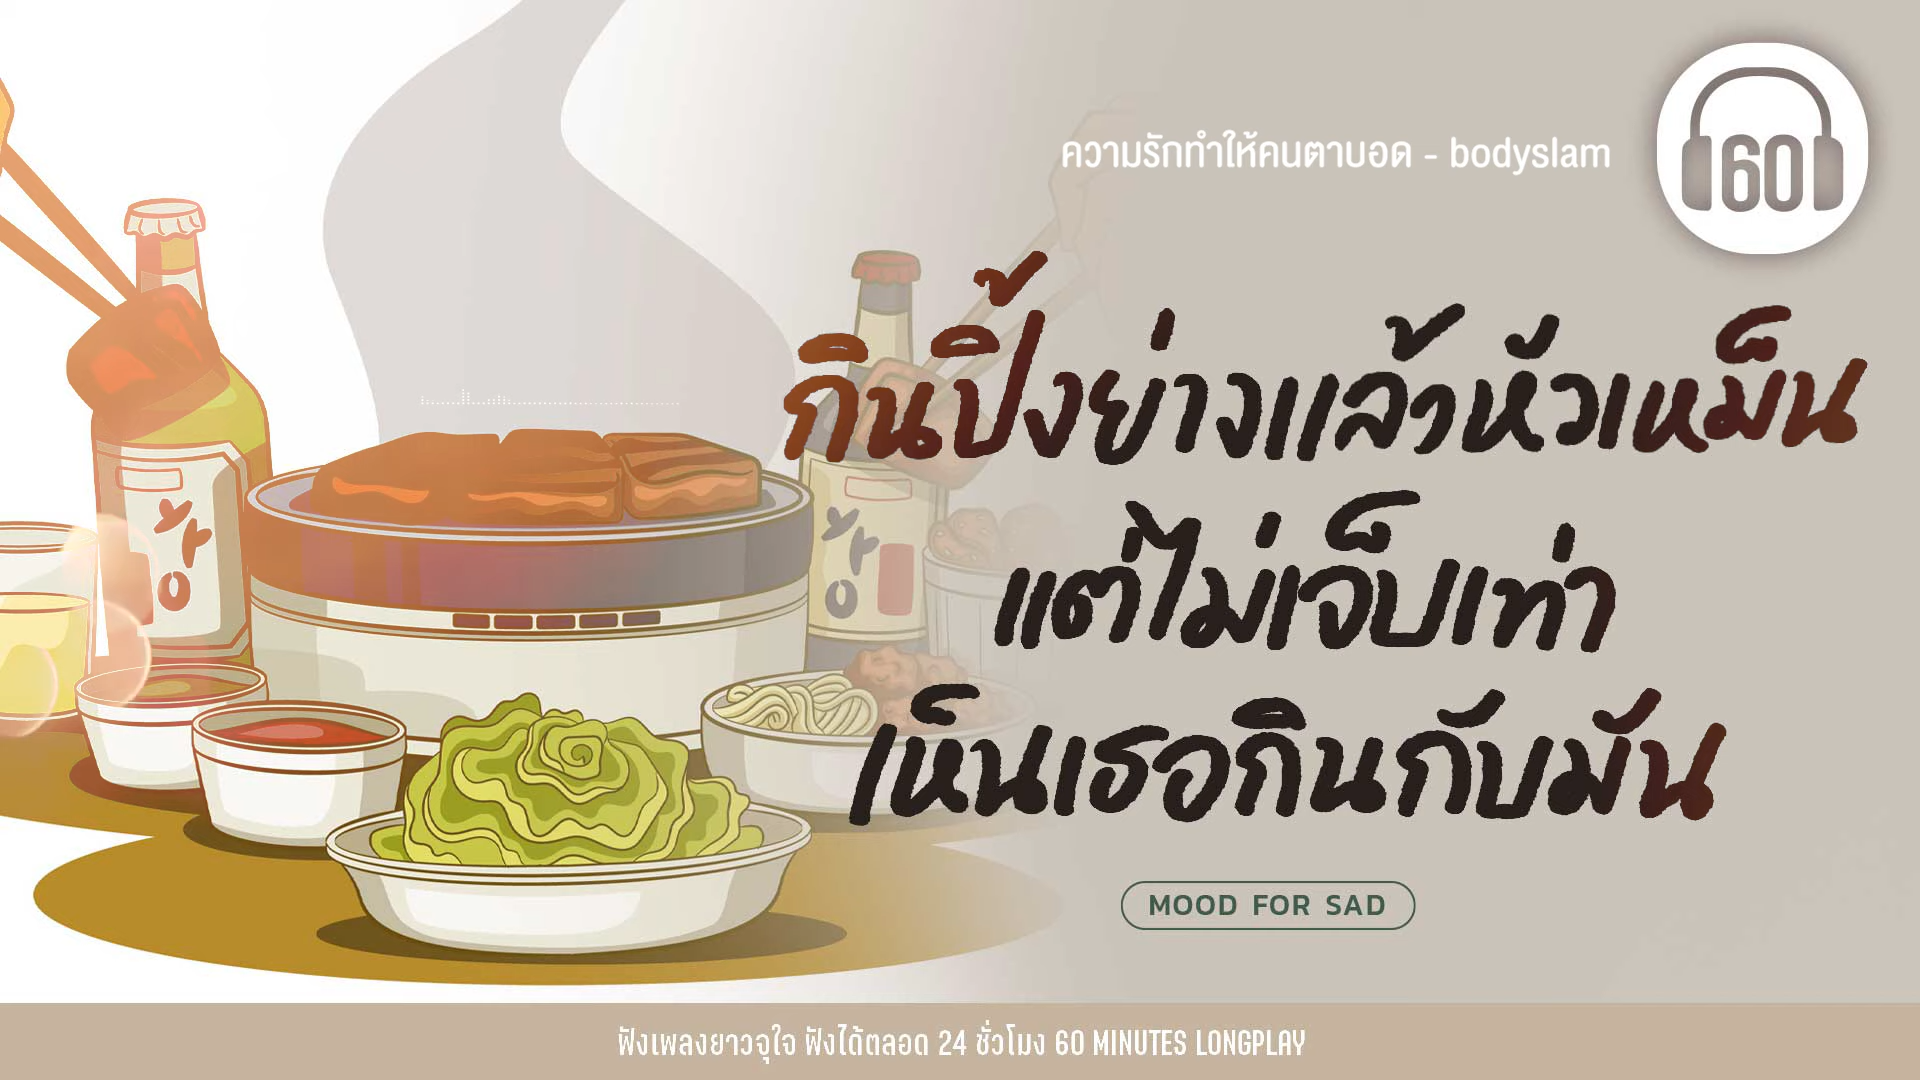 ความรักทำให้คนตาบอด - bodyslam
60
กินปิ้งย่างแล้วหัวเหม็น
แต่ไม่เจ็บเท่า
เห็นเธอกินกับมัน
MOOD FOR SAD
ฟังเพลงยาวจุใจ ฟังได้ตลอด 24 ชั่วโมง 60 MINUTES LONGPLAY